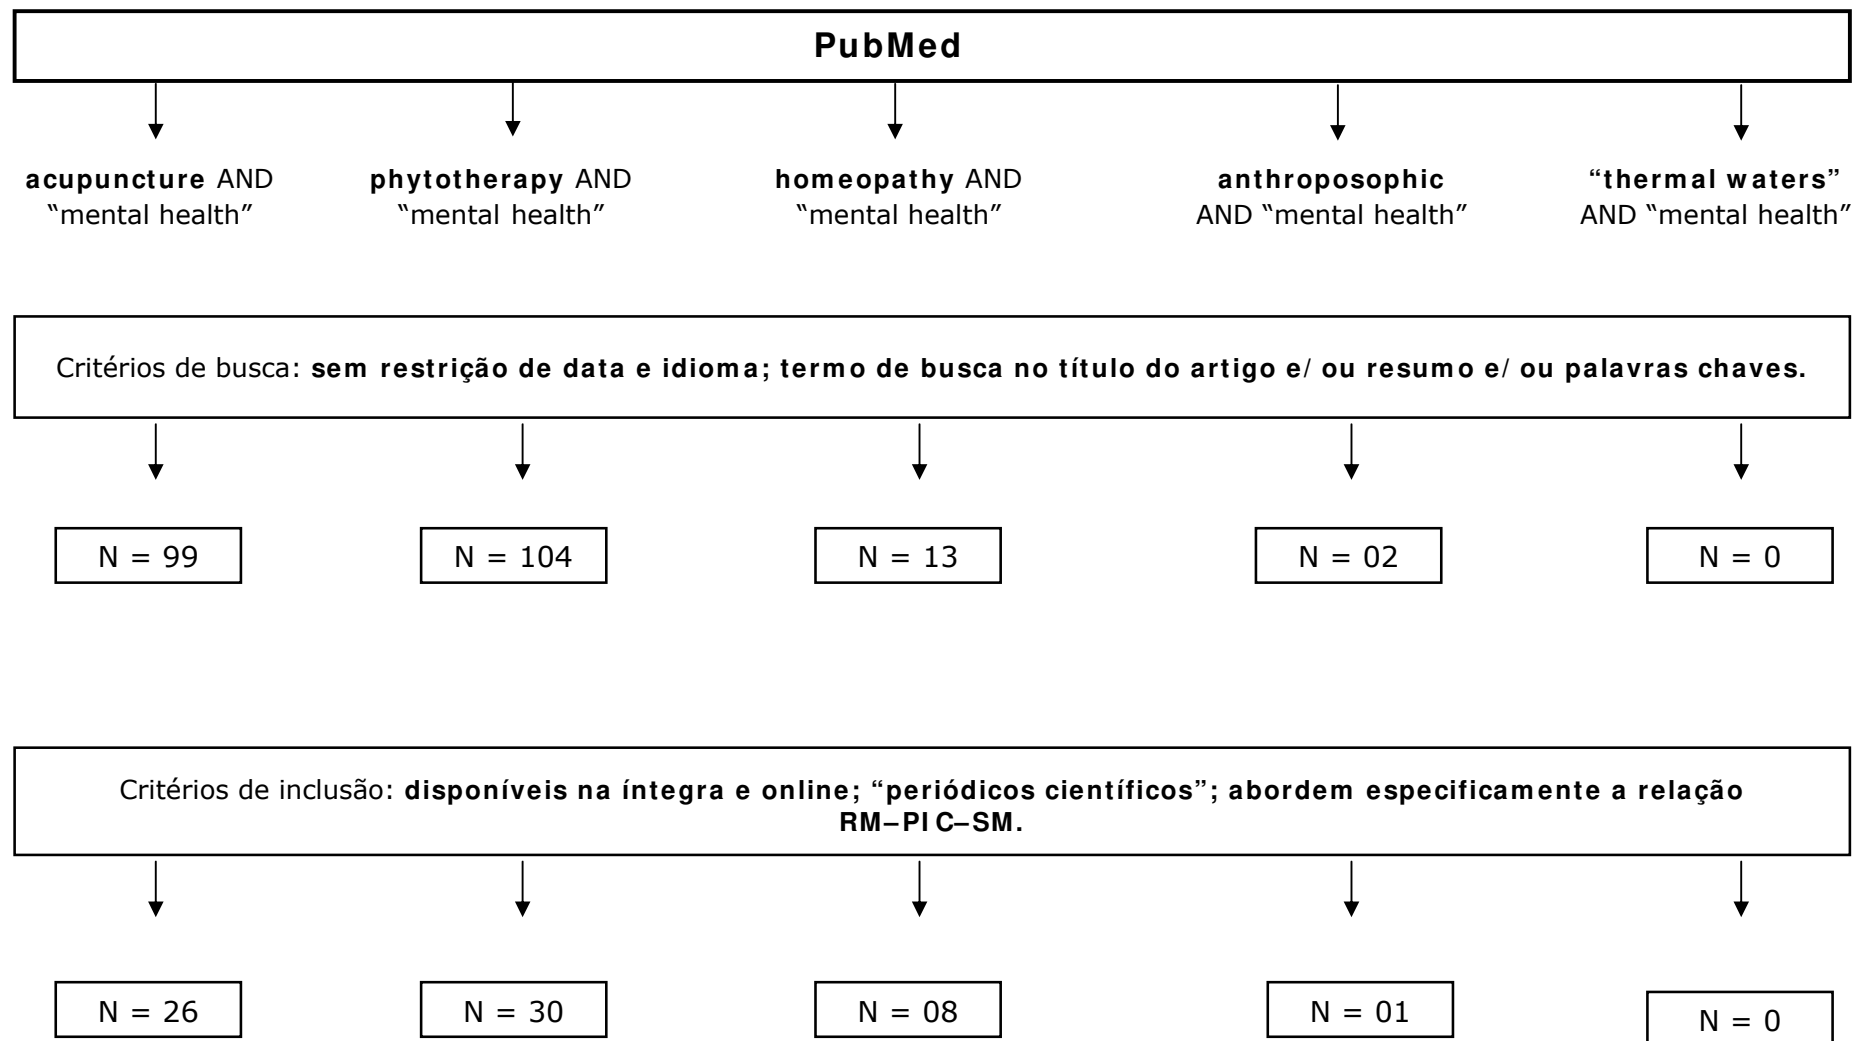 PubMed
acupuncture AND
“mental health”
phytotherapy AND
“mental health”
homeopathy AND
“mental health”
anthroposophic
AND “mental health”
“thermal waters”
AND “mental health”
Critérios de busca: sem restrição de data e idioma; termo de busca no título do artigo e/ ou resumo e/ ou palavras chaves.
N = 99
N = 104
N = 13
N = 02
N = 0
Critérios de inclusão: disponíveis na íntegra e online; “periódicos científicos”; abordem especificamente a relação
RM–PIC–SM.
N = 26
N = 30
N = 08
N = 01
N = 0